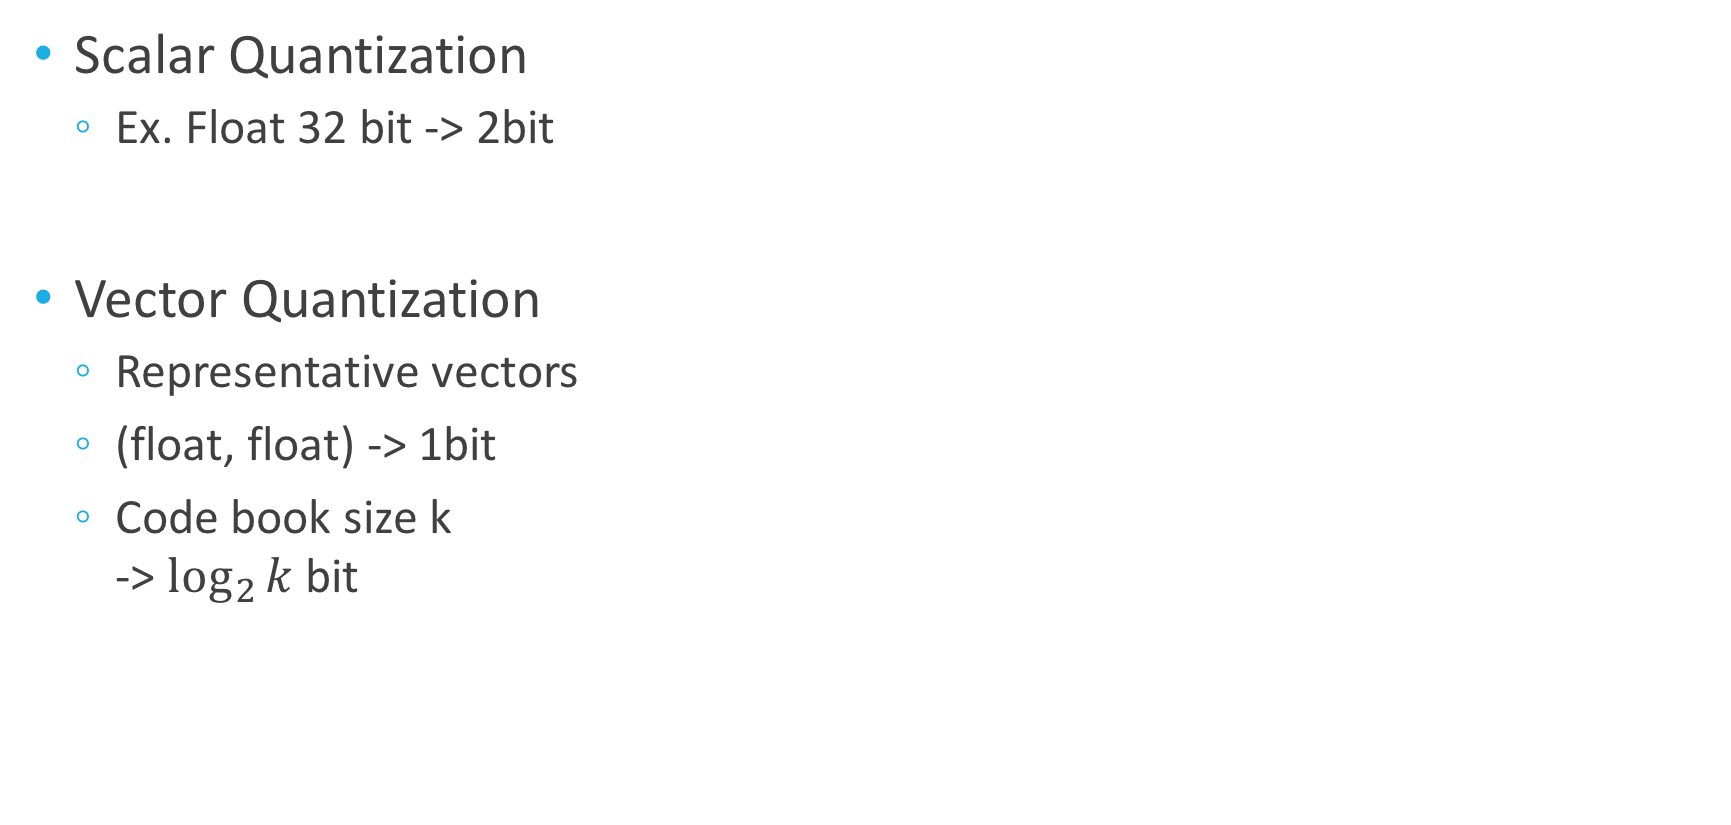 • Scalar Quantization
◦ Ex. Float 32 bit -> 2bit
• Vector Quantization
◦ Representative vectors
◦ (float, float) -> 1bit
◦ Code book size k
-> log₂ k bit